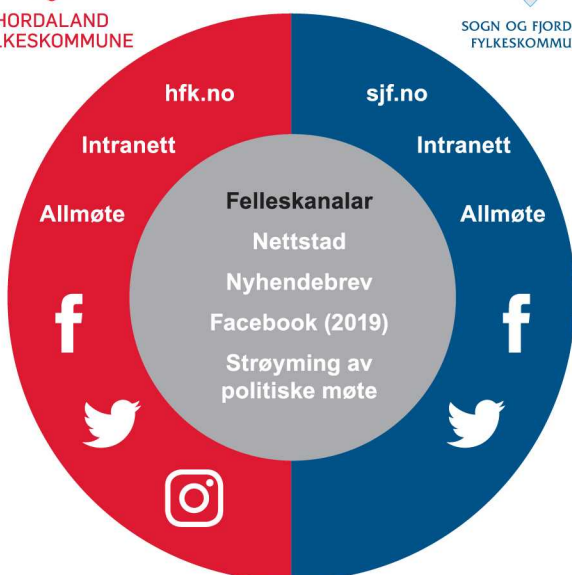 HORDALAND
SOGN OG FJORD
FYLKESKOMMU
hfk.no
sjf.no
Intranett
Intranett
Allmøte
Allmøte
Felleskanalar
Nettstad
Nyhendebrev
Facebook (2019)
Strøyming av
politiske møte